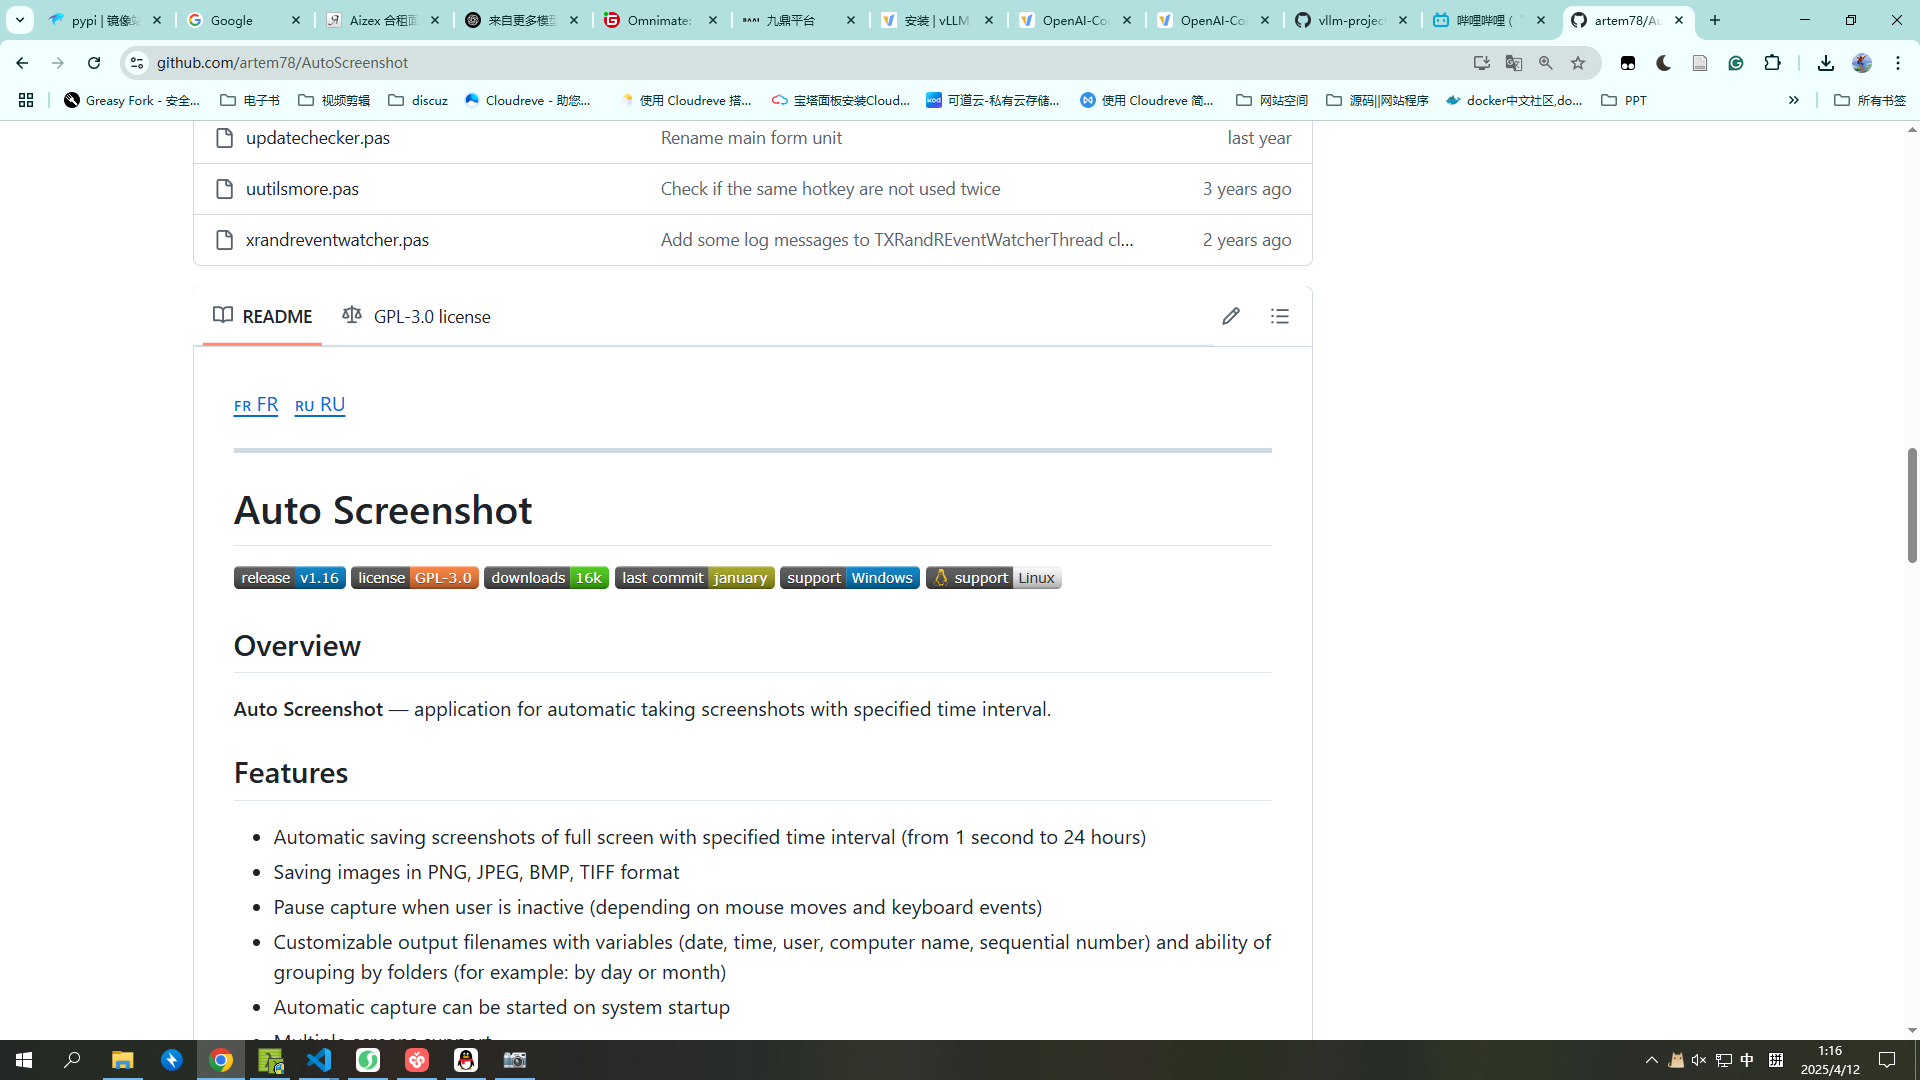 pypi | 镜像站
Google
Aizex 合租面
来自更多模型
Omnimate:
九鼎平台
安装 | vLLM
OpenAI-Co
OpenAI-Co
vllm-project
哔哩哔哩 (
artem78/Au
github.com/artem78/AutoScreenshot
Greasy Fork - 安全...
电子书
视频剪辑
discuz
Cloudreve - 助您...
使用 Cloudreve 搭...
宝塔面板安装Cloud...
可道云-私有云存储...
使用 Cloudreve 简...
网站空间
源码||网站程序
docker中文社区,do...
PPT
所有书签
updatechecker.pas Rename main form unit last year
uutilsmore.pas Check if the same hotkey are not used twice 3 years ago
xrandreventwatcher.pas Add some log messages to TXRandREventWatcherThread cl... 2 years ago
README GPL-3.0 license
FR FR RU RU
Auto Screenshot
release v1.16 license GPL-3.0 downloads 16k last commit january support Windows support Linux
Overview
Auto Screenshot — application for automatic taking screenshots with specified time interval.
Features
Automatic saving screenshots of full screen with specified time interval (from 1 second to 24 hours)
Saving images in PNG, JPEG, BMP, TIFF format
Pause capture when user is inactive (depending on mouse moves and keyboard events)
Customizable output filenames with variables (date, time, user, computer name, sequential number) and ability of
grouping by folders (for example: by day or month)
Automatic capture can be started on system startup
Multiple screens support
中
拼
1:16
2025/4/12